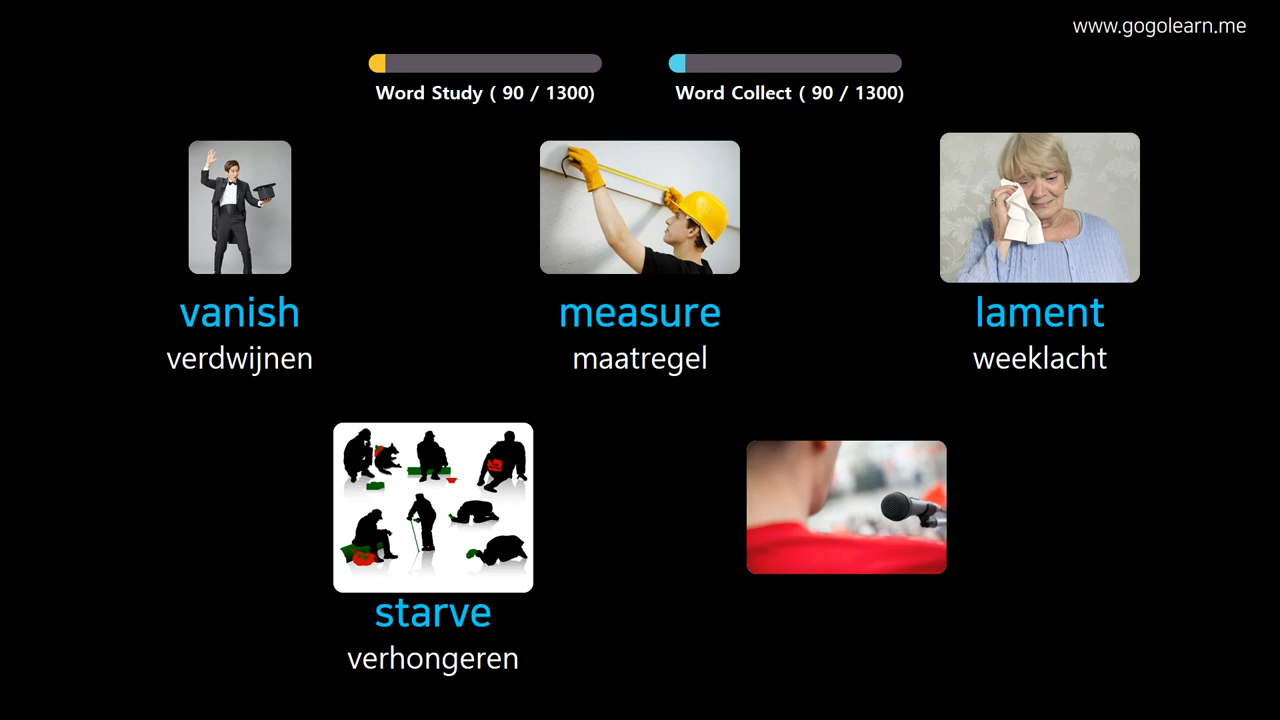 www.gogolearn.me
Word Study ( 90 / 1300)
Word Collect ( 90 / 1300)
vanish
verdwijnen
measure
maatregel
lament
weeklacht
starve
verhongeren